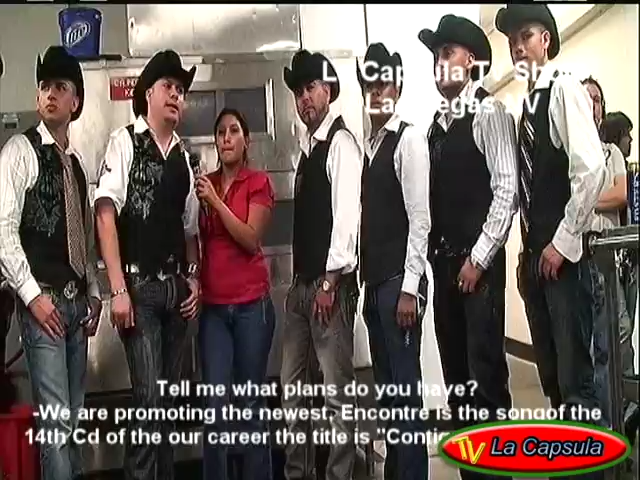 La Capsula Tv Show
Las Vegas NV
Tell me what plans do you have?
-We are promoting the newest, Encontre is the songof the
14th Cd of the our career the title is "Contig
TV La Capsula